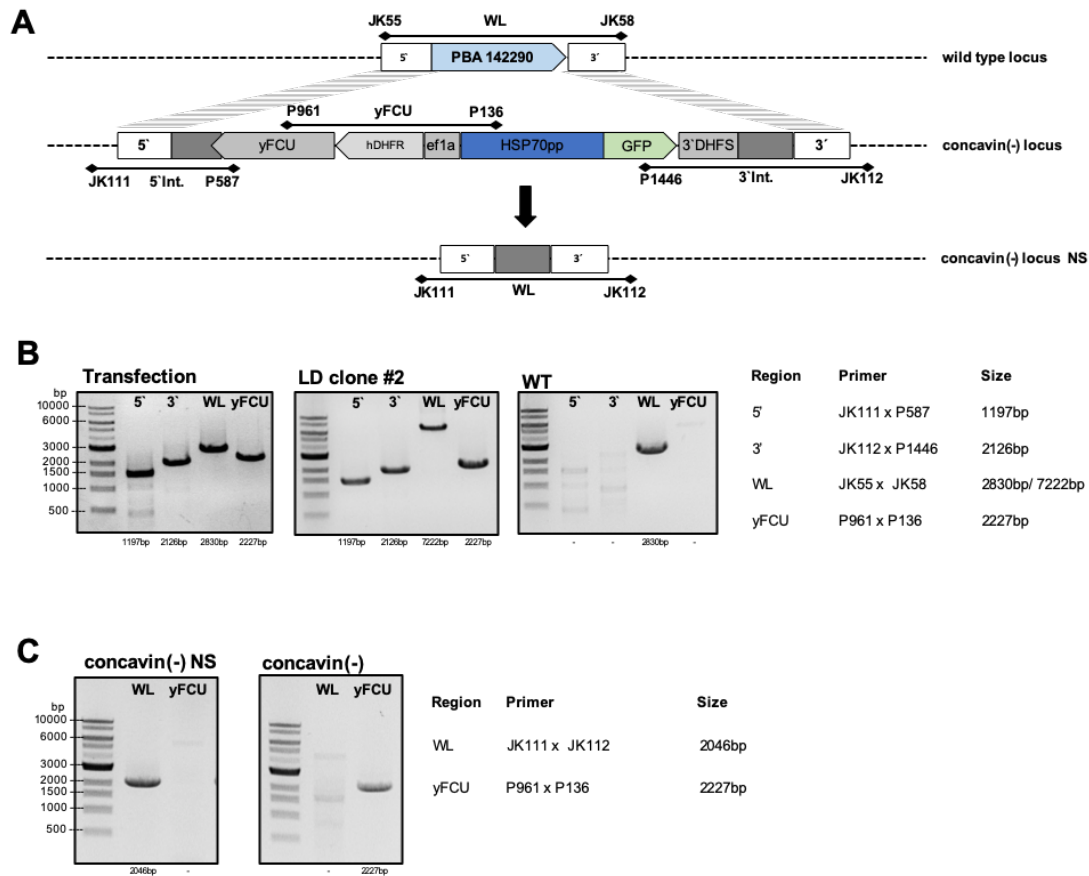 A
JK55 WL JK58
5` PBA 142290 3´ wild type locus
P961 yFCU P136
5` yFCU hDHFR ef1a HSP70pp GFP 3`DHFS 3´ concavin(-) locus
JK111 5`Int. P587 P1446 3`Int. JK112
5` 3´ concavin(-) locus NS
JK111 WL JK112
B
Transfection
bp 5` 3` WL yFCU
10000
6000
3000
2000
1500
1000
500
1197bp 2126bp 2830bp 2227bp
LD clone #2
5` 3` WL yFCU
1197bp 2126bp 7222bp 2227bp
WT
5` 3` WL yFCU
- - 2830bp -
Region Primer Size
5' JK111 x P587 1197bp
3' JK112 x P1446 2126bp
WL JK55 x JK58 2830bp/ 7222bp
yFCU P961 x P136 2227bp
C
concavin(-) NS
bp WL yFCU
10000
6000
3000
2000
1500
1000
500
2046bp -
concavin(-)
WL yFCU
- 2227bp
Region Primer Size
WL JK111 x JK112 2046bp
yFCU P961 x P136 2227bp